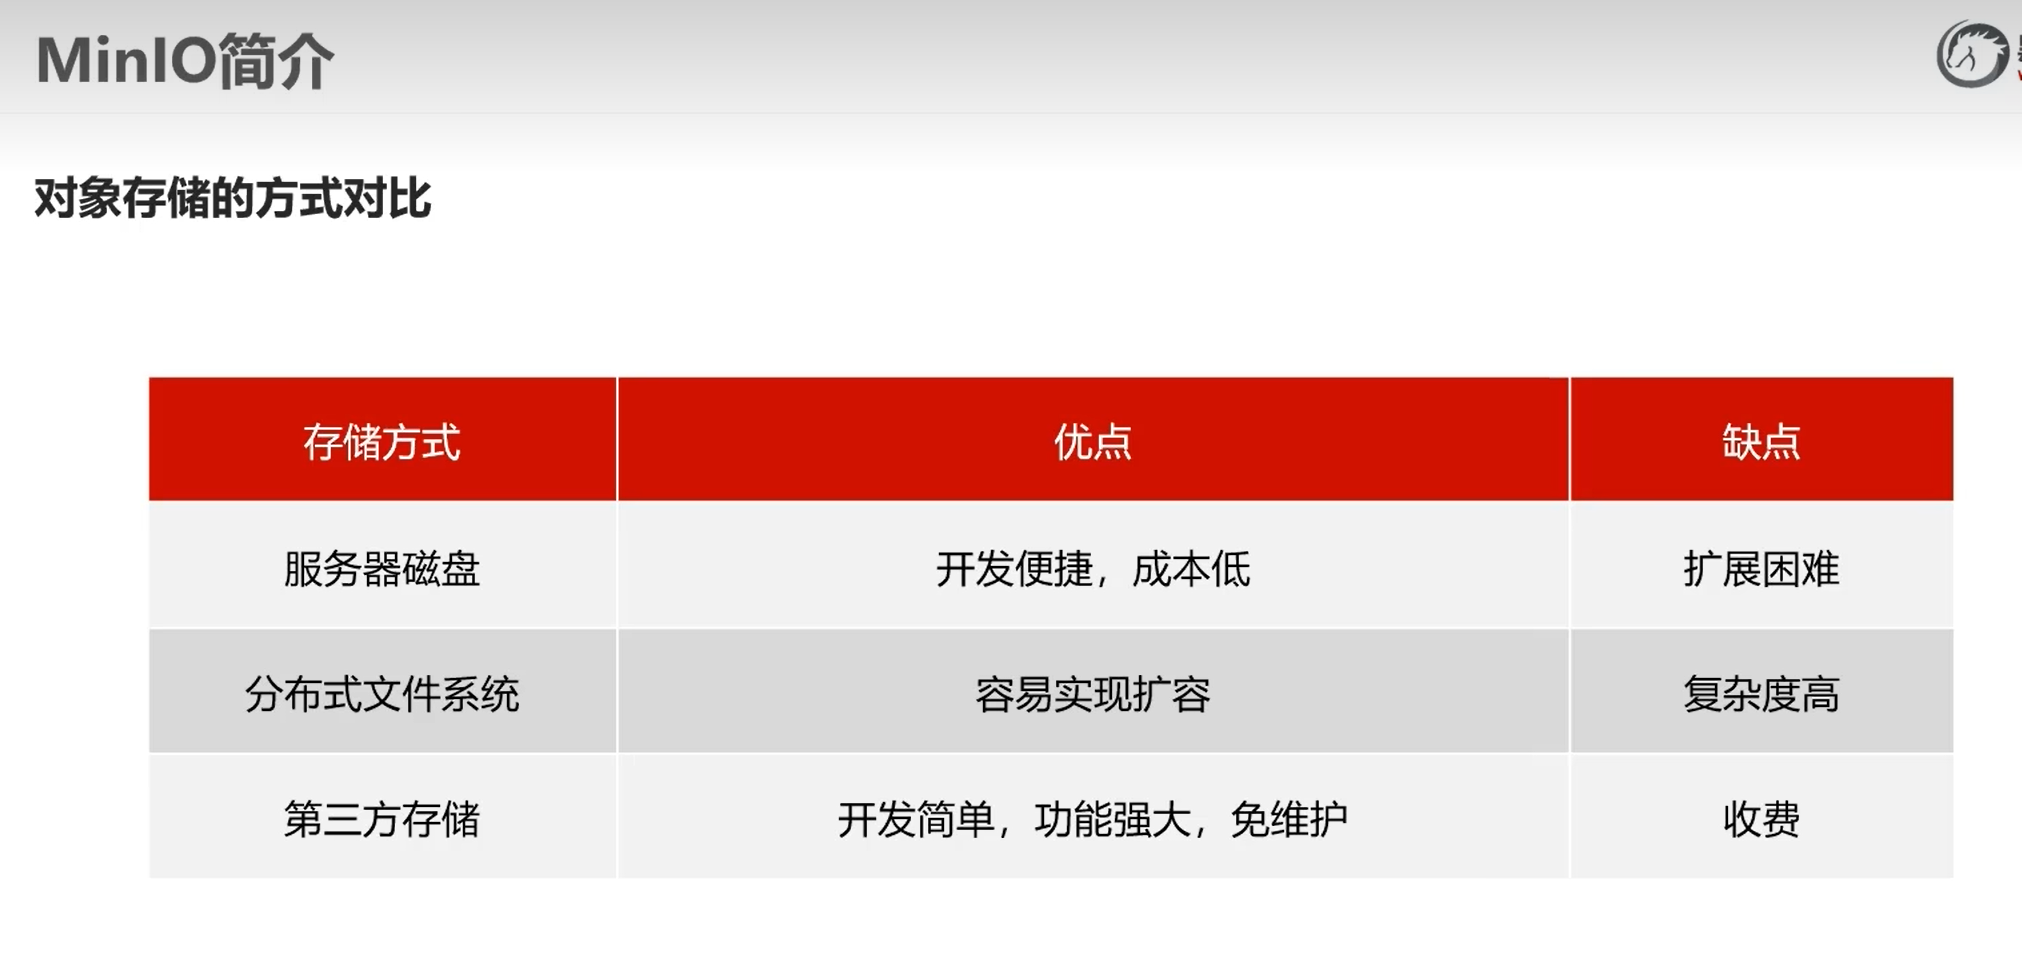 MinIO简介
对象存储的方式对比
存储方式 优点 缺点
服务器磁盘 开发便捷，成本低 扩展困难
分布式文件系统 容易实现扩容 复杂度高
第三方存储 开发简单，功能强大，免维护 收费